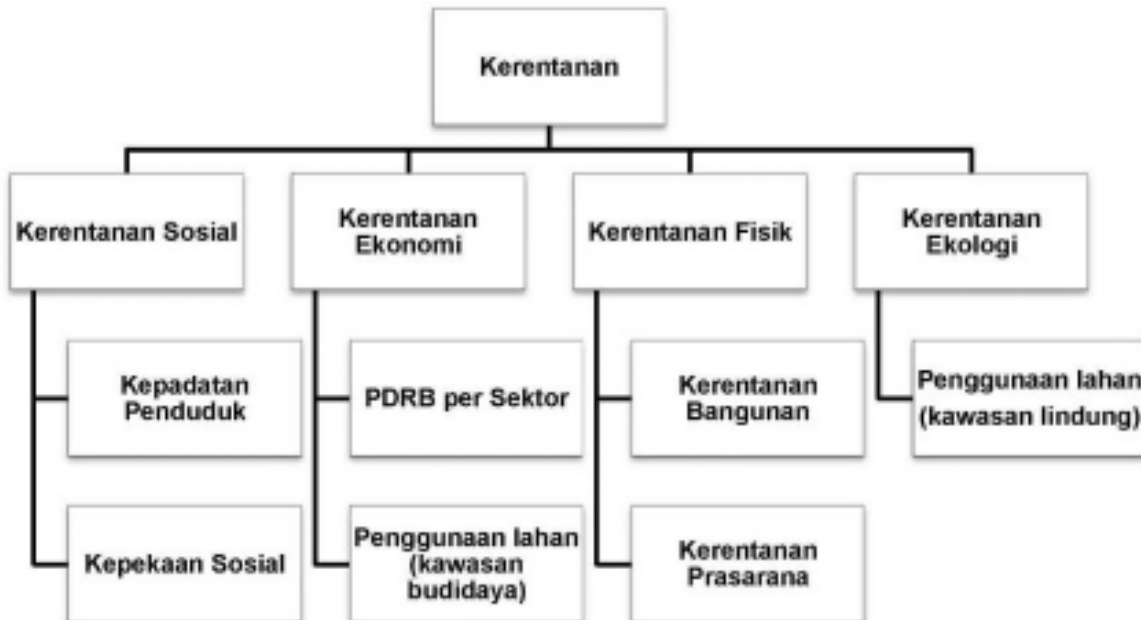 Kerentanan
Kerentanan Sosial
Kerentanan
Ekonomi
Kerentanan Fisik
Kerentanan
Ekologi
Kepadatan
Penduduk
PDRB per Sektor
Kerentanan
Bangunan
Penggunaan lahan
(kawasan lindung)
Kepekaan Sosial
Penggunaan lahan
(kawasan
budidaya)
Kerentanan
Prasarana